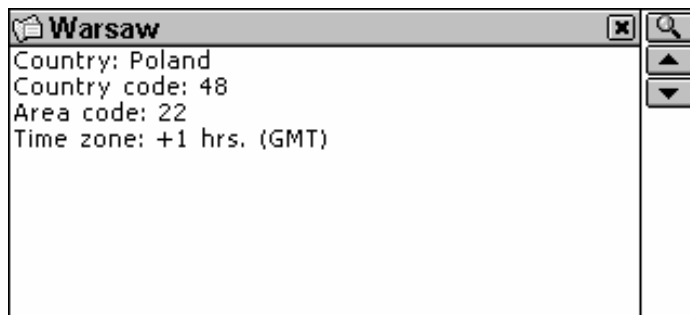 Warsaw
Country: Poland
Country code: 48
Area code: 22
Time zone: +1 hrs. (GMT)